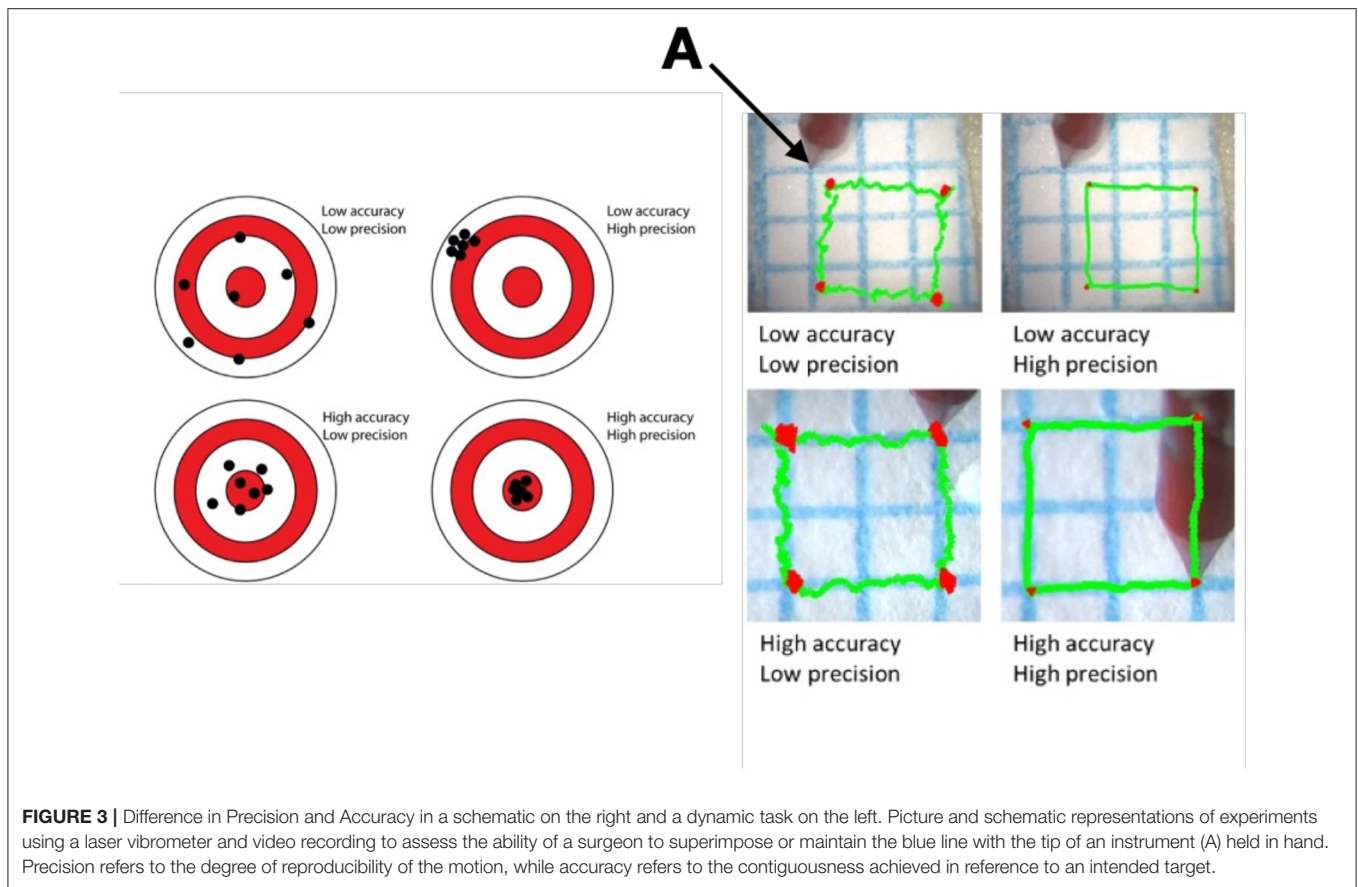 A
Low accuracy
Low precision
Low accuracy
High precision
High accuracy
Low precision
High accuracy
High precision
Low accuracy
Low precision
Low accuracy
High precision
High accuracy
Low precision
High accuracy
High precision
FIGURE 3 | Difference in Precision and Accuracy in a schematic on the right and a dynamic task on the left. Picture and schematic representations of experiments
using a laser vibrometer and video recording to assess the ability of a surgeon to superimpose or maintain the blue line with the tip of an instrument (A) held in hand.
Precision refers to the degree of reproducibility of the motion, while accuracy refers to the contiguousness achieved in reference to an intended target.